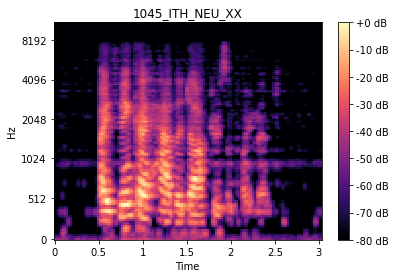 1045_ITH_NEU_XX
8192
4096
2048
1024
512
0
Hz
0
0.5
1
1.5
2
2.5
3
Time
+0 dB
-10 dB
-20 dB
-30 dB
-40 dB
-50 dB
-60 dB
-70 dB
-80 dB